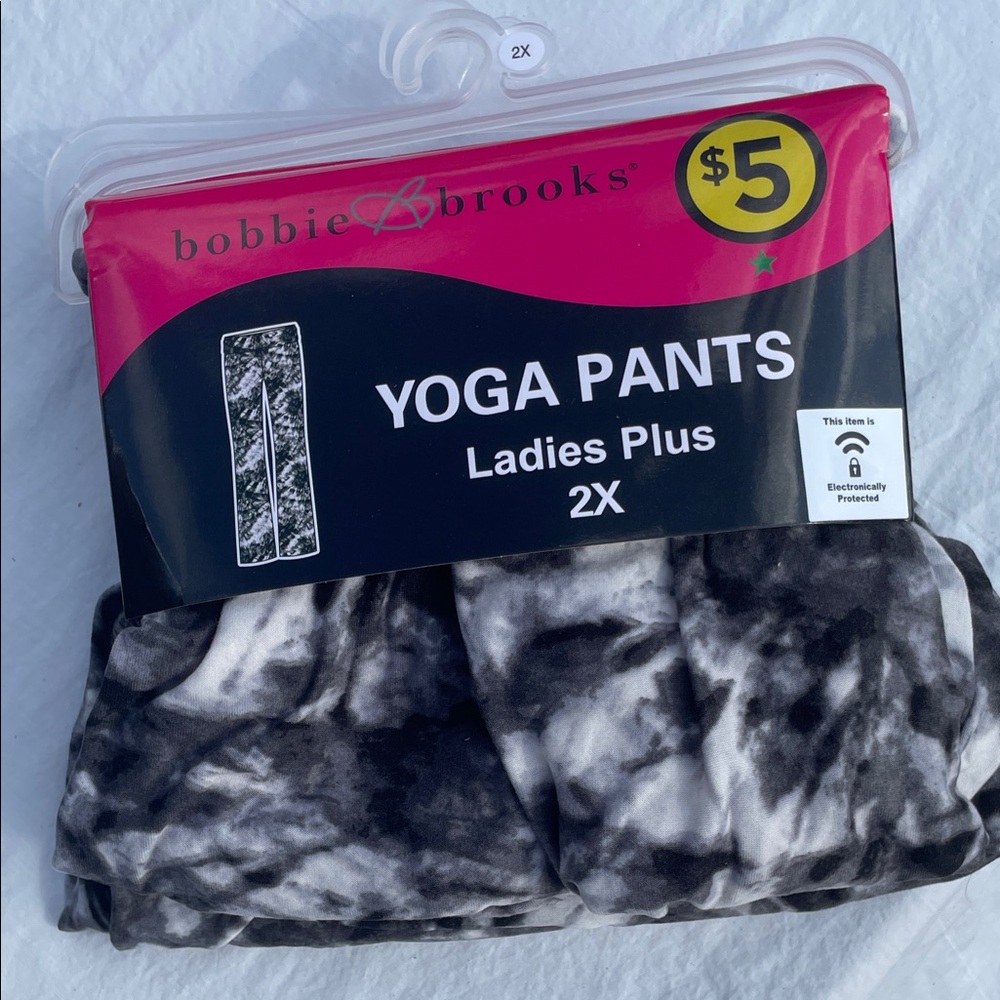 2X
bobbie brooks®
$5
YOGA PANTS
Ladies Plus
2X
This item is
Electronically
Protected